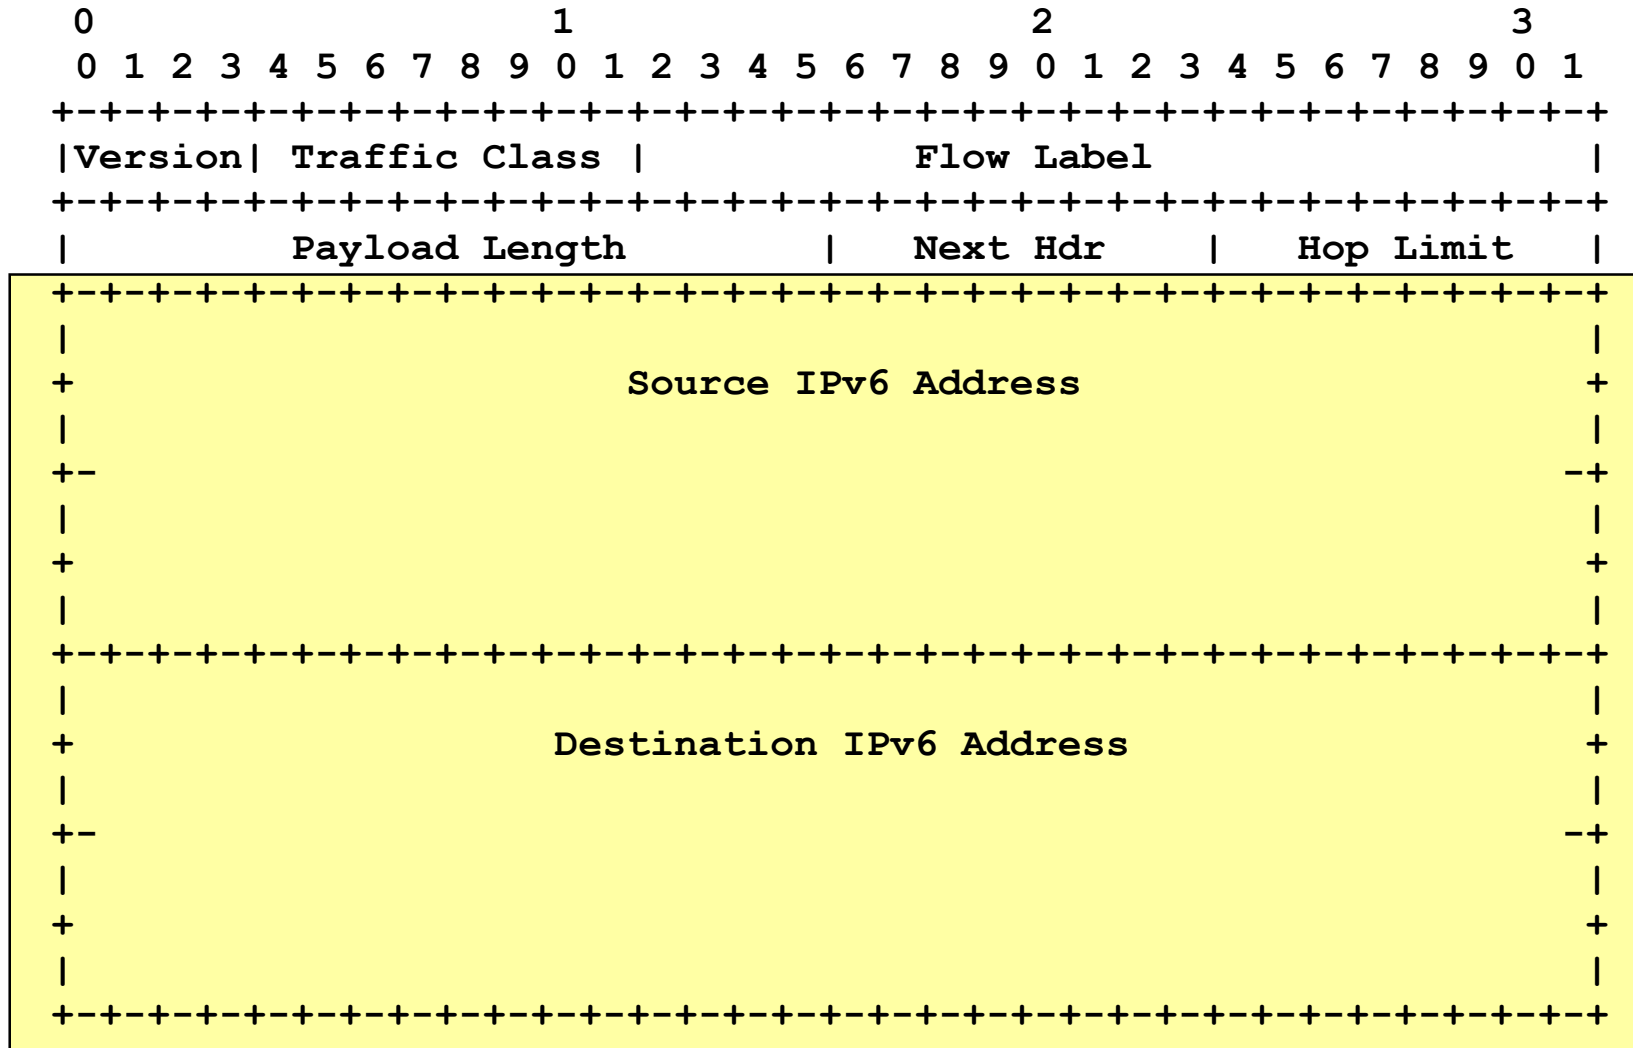 0                   1                   2                   3
0 1 2 3 4 5 6 7 8 9 0 1 2 3 4 5 6 7 8 9 0 1 2 3 4 5 6 7 8 9 0 1
+-+-+-+-+-+-+-+-+-+-+-+-+-+-+-+-+-+-+-+-+-+-+-+-+-+-+-+-+-+-+-+-+
|Version| Traffic Class |           Flow Label                  |
+-+-+-+-+-+-+-+-+-+-+-+-+-+-+-+-+-+-+-+-+-+-+-+-+-+-+-+-+-+-+-+-+
|         Payload Length        |   Next Hdr    |   Hop Limit   |
+-+-+-+-+-+-+-+-+-+-+-+-+-+-+-+-+-+-+-+-+-+-+-+-+-+-+-+-+-+-+-+-+
|                                                               |
+                       Source IPv6 Address                     +
|                                                               |
+-                                                             -+
|                                                               |
+                                                               +
|                                                               |
+-+-+-+-+-+-+-+-+-+-+-+-+-+-+-+-+-+-+-+-+-+-+-+-+-+-+-+-+-+-+-+-+
|                                                               |
+                    Destination IPv6 Address                   +
|                                                               |
+-                                                             -+
|                                                               |
+                                                               +
|                                                               |
+-+-+-+-+-+-+-+-+-+-+-+-+-+-+-+-+-+-+-+-+-+-+-+-+-+-+-+-+-+-+-+-+